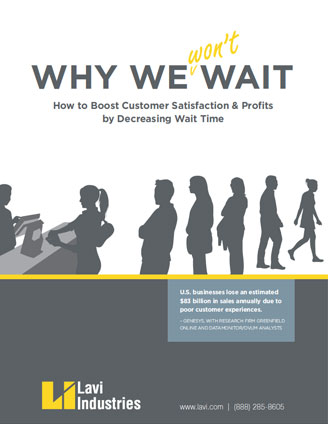 won't
WHY WE WAIT
How to Boost Customer Satisfaction & Profits
by Decreasing Wait Time
U.S. businesses lose an estimated
$83 billion in sales annually due to
poor customer experiences.
– GENESYS, WITH RESEARCH FIRM GREENFIELD
ONLINE AND DATAMONITOR/OVUM ANALYSTS
Lavi
Industries
www.lavi.com | (888) 285-8605